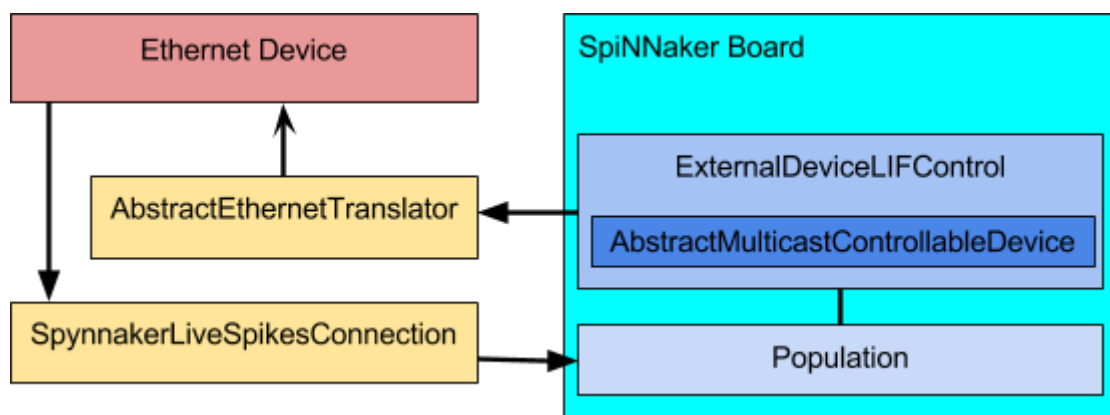 Ethernet Device
SpiNNaker Board
ExternalDeviceLIFControl
AbstractEthernetTranslator
AbstractMulticastControllableDevice
SpynnakerLiveSpikesConnection
Population